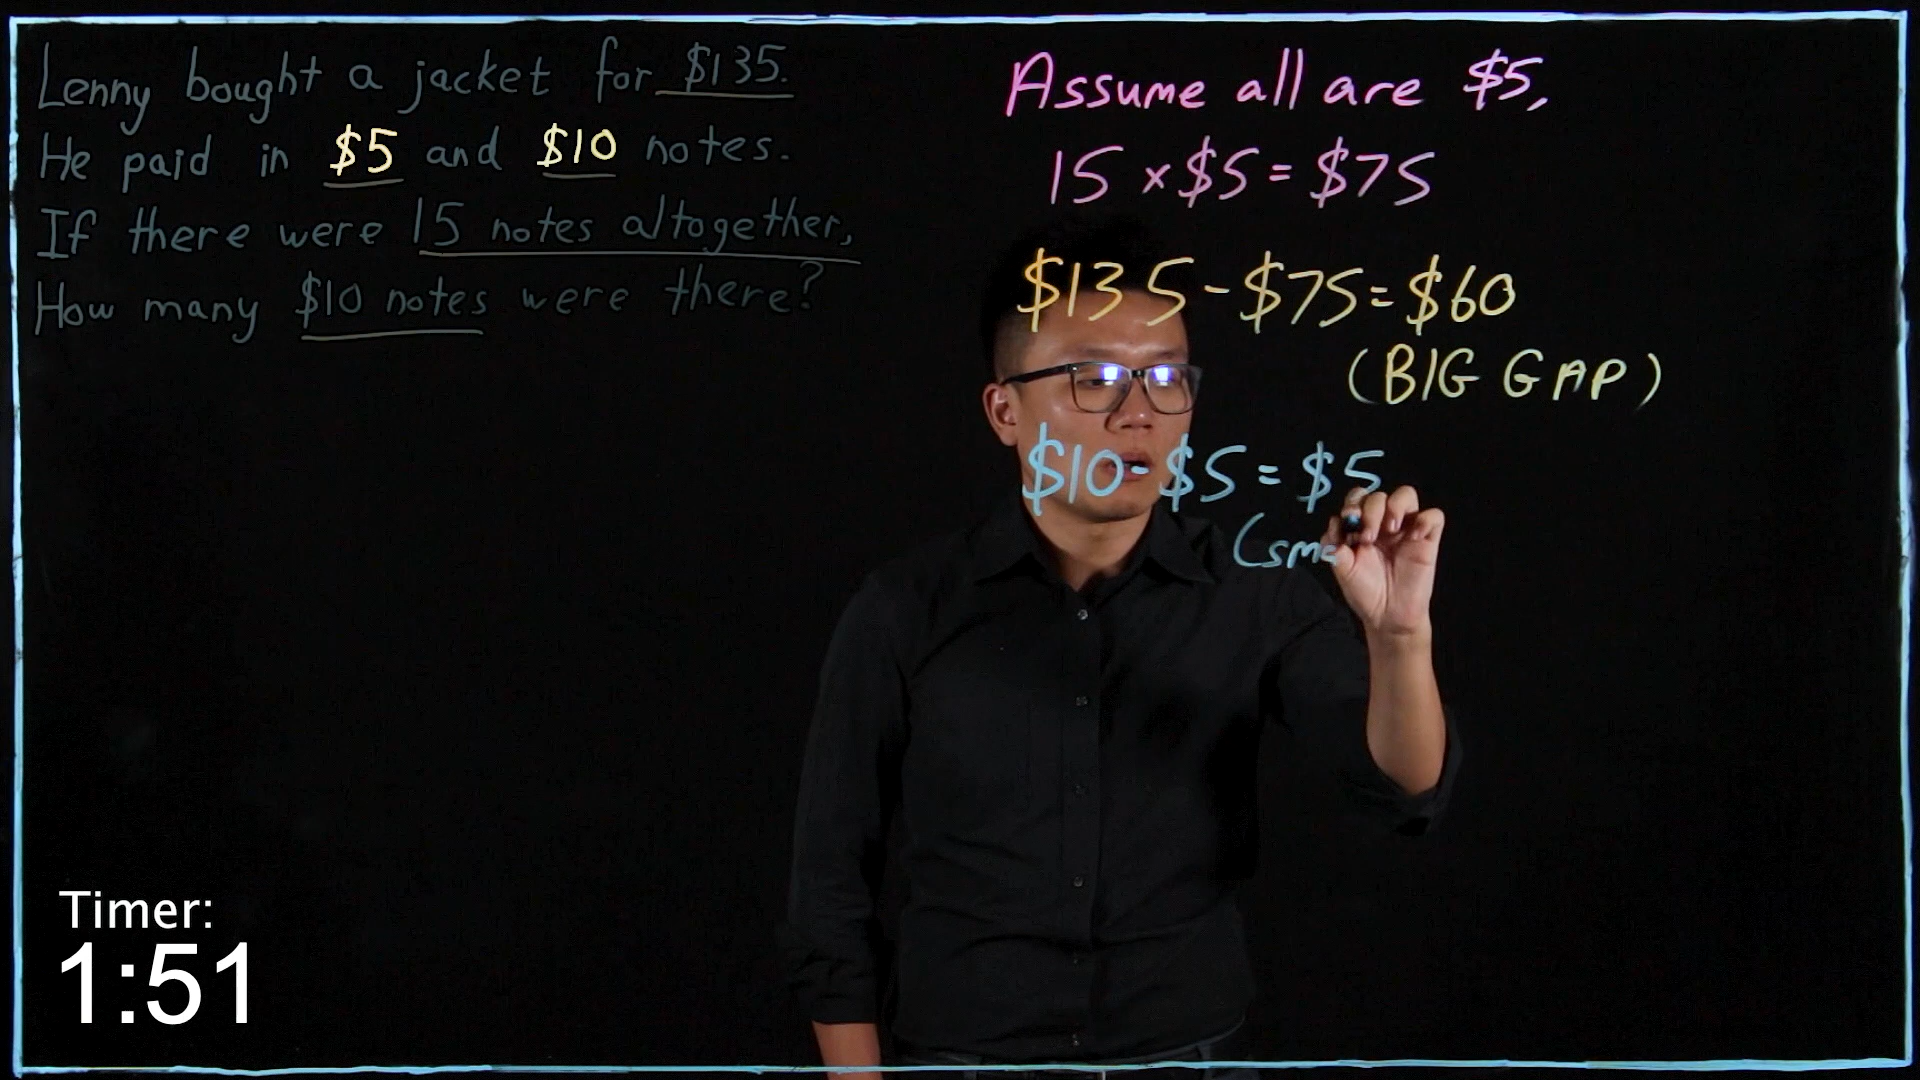 Lenny bought a jacket for $135.
He paid in $5 and $10 notes.
If there were 15 notes altogether,
How many $10 notes were there?
Assume all are $5,
15 x $5 = $75
$135 - $75 = $60
(BIG GAP)
$10 - $5 = $5
(sma
Timer:
1:51